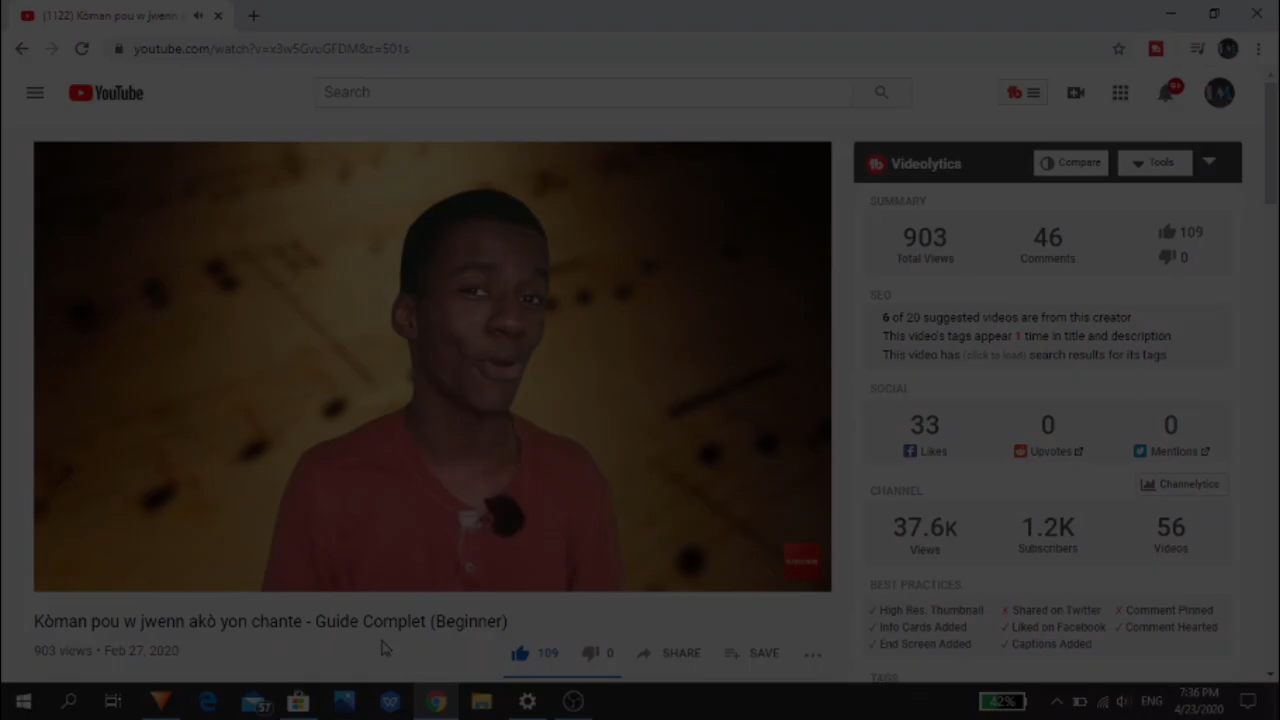 (1122) Kòman pou w jwenn
youtube.com/watch?v=x3wSGvuGFDM&t=501s
YouTube
Search
9+
Videolytics
Compare
Tools
SUMMARY
903
46
109
Total Views
Comments
0
SEO
6 of 20 suggested videos are from this creator
This video's tags appear 1 time in title and description
This video has (click to load) search results for its tags
SOCIAL
33
0
0
Likes
Upvotes
Mentions
CHANNEL
Channelytics
37.6K
1.2K
56
Views
Subscribers
Videos
BEST PRACTICES
High Res. Thumbnail
Shared on Twitter
Comment Pinned
Info Cards Added
Liked on Facebook
Comment Hearted
End Screen Added
Captions Added
TAGS
SUBSCRIBE
Kòman pou w jwenn akò yon chante - Guide Complet (Beginner)
903 views • Feb 27, 2020
109
0
SHARE
SAVE
57
42%
ENG
7:36 PM
4/23/2020